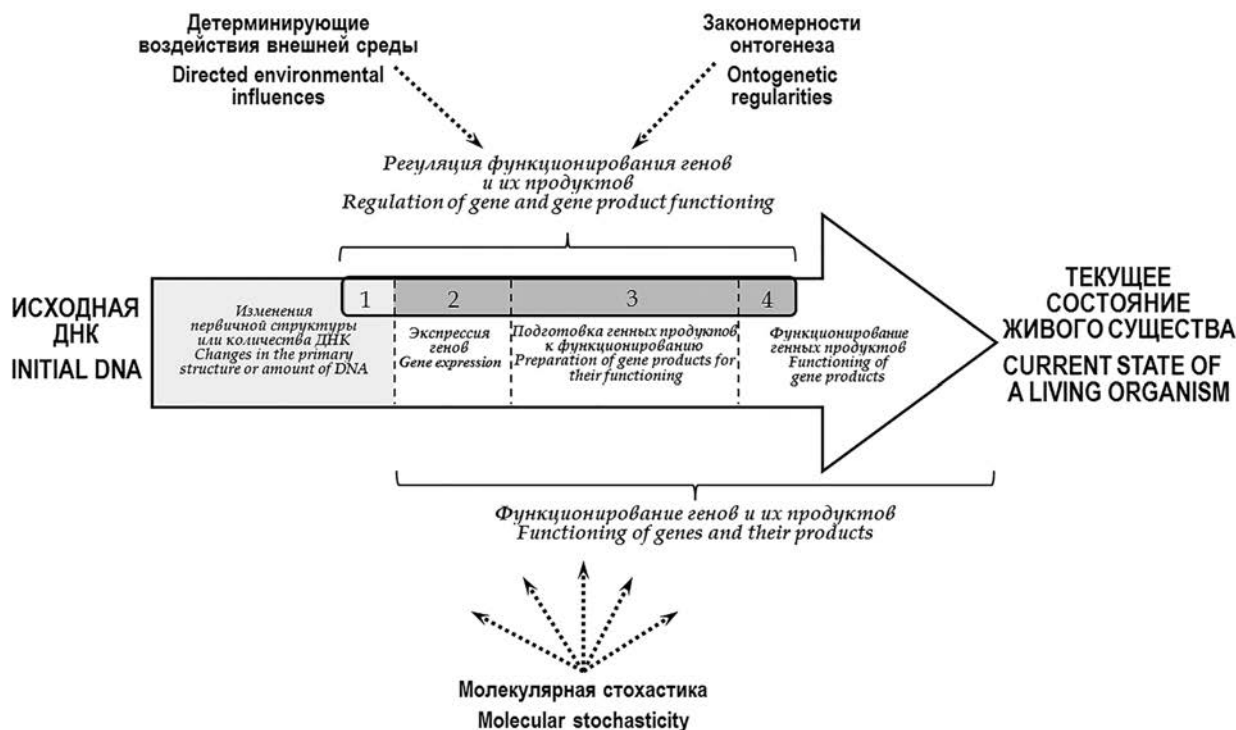 Детерминирующие
воздействия внешней среды
Directed environmental
influences
Закономерности
онтогенеза
Ontogenetic
regularities
Регуляция функционирования генов
и их продуктов
Regulation of gene and gene product functioning
ИСХОДНАЯ
ДНК
INITIAL DNA
1
2
3
4
Изменения
первичной структуры
или количества ДНК
Changes in the primary
structure or amount of DNA
Экспрессия
генов
Gene expression
Подготовка генных продуктов
к функционированию
Preparation of gene products for
their functioning
Функционирование
генных продуктов
Functioning of
gene products
ТЕКУЩЕЕ
СОСТОЯНИЕ
ЖИВОГО СУЩЕСТВА
CURRENT STATE OF
A LIVING ORGANISM
Функционирование генов и их продуктов
Functioning of genes and their products
Молекулярная стохастика
Molecular stochasticity